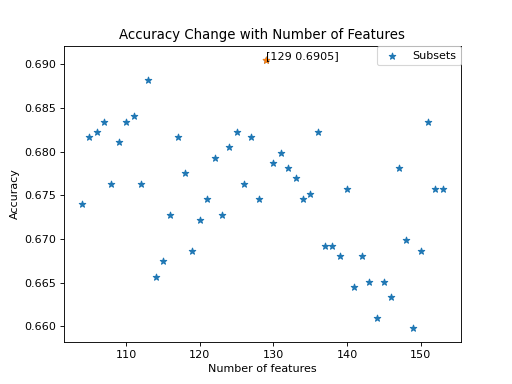 Accuracy Change with Number of Features
[129 0.6905]
Subsets
0.690
0.685
0.680
0.675
0.670
0.665
0.660
Accuracy
110 120 130 140 150
Number of features